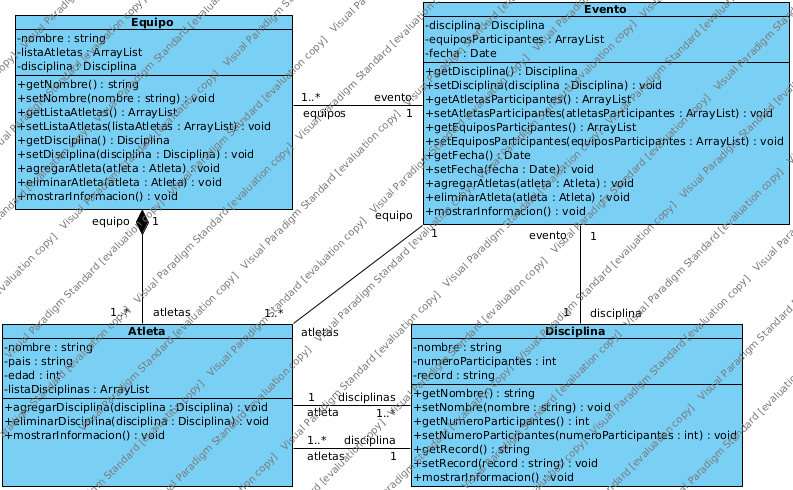 Equipo
-nombre : string
-listaAtletas : ArrayList
-disciplina : Disciplina
+getNombre() : string
+setNombre(nombre : string) : void
+getListaAtletas() : ArrayList
+setListaAtletas(listaAtletas : ArrayList) : void
+getDisciplina() : Disciplina
+setDisciplina(disciplina : Disciplina) : void
+agregarAtleta(atleta : Atleta) : void
+eliminarAtleta(atleta : Atleta) : void
+mostrarInformacion() : void
1..*
equipos
evento
1
Evento
-disciplina : Disciplina
-equiposParticipantes : ArrayList
-fecha : Date
+getDisciplina() : Disciplina
+setDisciplina(disciplina : Disciplina) : void
+getAtletasParticipantes() : ArrayList
+setAtletasParticipantes(atletasParticipantes : ArrayList) : void
+getEquiposParticipantes() : ArrayList
+setEquiposParticipantes(equiposParticipantes : ArrayList) : void
+getFecha() : Date
+setFecha(fecha : Date) : void
+agregarAtletas(atleta : Atleta) : void
+eliminarAtleta(atleta : Atleta) : void
+mostrarInformacion() : void
equipo
1
1..*
atletas
equipo
1
1..*
atletas
evento
1
1
disciplina
Atleta
-nombre : string
-pais : string
-edad : int
-listaDisciplinas : ArrayList
+agregarDisciplina(disciplina : Disciplina) : void
+eliminarDisciplina(disciplina : Disciplina) : void
+mostrarInformacion() : void
1
disciplinas
atleta
1..*
1..*
disciplina
atletas
1
Disciplina
-nombre : string
-numeroParticipantes : int
-record : string
+getNombre() : string
+setNombre(nombre : string) : void
+getNumeroParticipantes() : int
+setNumeroParticipantes(numeroParticipantes : int) : void
+getRecord() : string
+setRecord(record : string) : void
+mostrarInformacion() : void
Visual Paradigm Standard [evaluation copy]